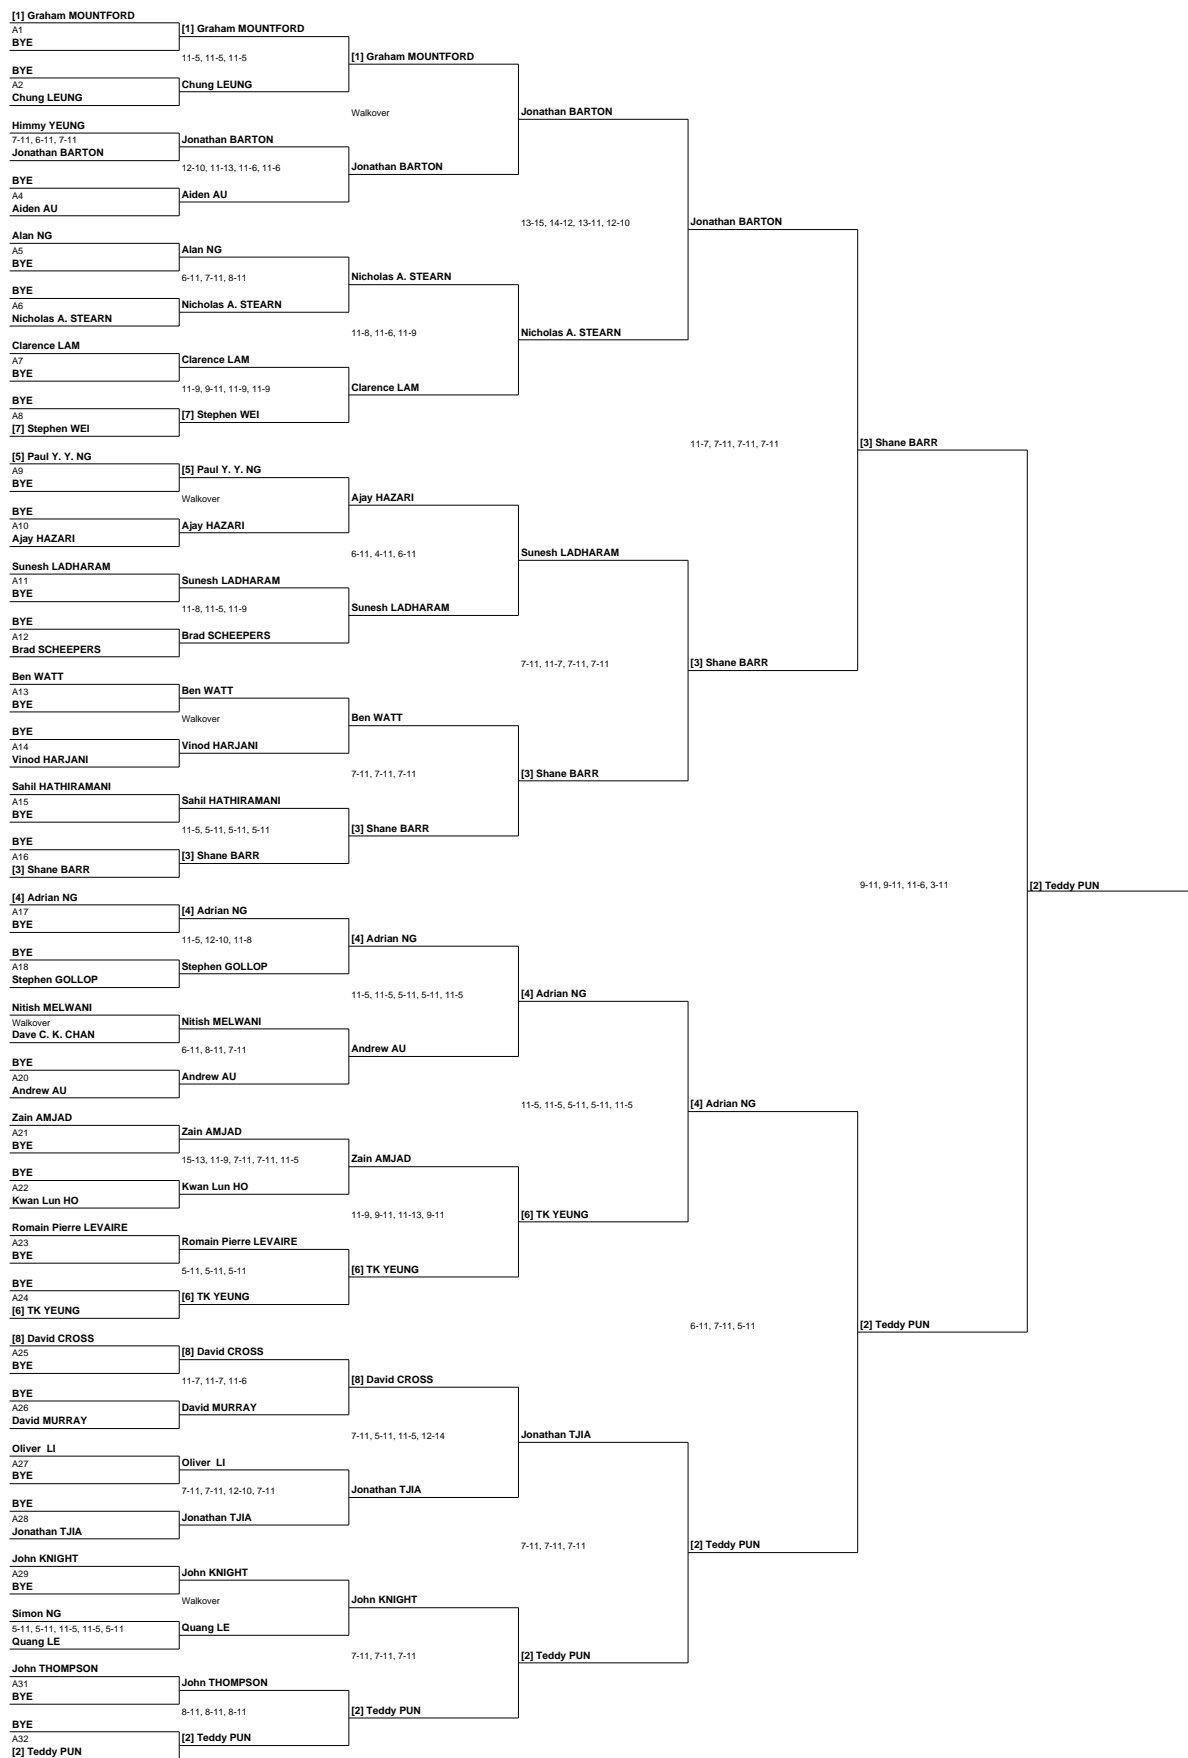 [1] Graham MOUNTFORD
A1
BYE
BYE
A2
Chung LEUNG
Himmy YEUNG
7-11, 6-11, 7-11
Jonathan BARTON
BYE
A4
Aiden AU
Alan NG
A5
BYE
BYE
A6
Nicholas A. STEARN
Clarence LAM
A7
BYE
BYE
A8
[7] Stephen WEI
[5] Paul Y. Y. NG
A9
BYE
BYE
A10
Ajay HAZARI
Sunesh LADHARAM
A11
BYE
BYE
A12
Brad SCHEEPERS
Ben WATT
A13
BYE
BYE
A14
Vinod HARJANI
Sahil HATHIRAMANI
A15
BYE
BYE
A16
[3] Shane BARR
[4] Adrian NG
A17
BYE
BYE
A18
Stephen GOLLOP
Nitish MELWANI
Walkover
Dave C. K. CHAN
BYE
A20
Andrew AU
Zain AMJAD
A21
BYE
BYE
A22
Kwan Lun HO
Romain Pierre LEVAIRE
A23
BYE
BYE
A24
[6] TK YEUNG
[8] David CROSS
A25
BYE
BYE
A26
David MURRAY
Oliver  LI
A27
BYE
BYE
A28
Jonathan TJIA
John KNIGHT
A29
BYE
Simon NG
5-11, 5-11, 11-5, 11-5, 5-11
Quang LE
John THOMPSON
A31
BYE
BYE
A32
[2] Teddy PUN
[1] Graham MOUNTFORD
11-5, 11-5, 11-5
Chung LEUNG
Jonathan BARTON
12-10, 11-13, 11-6, 11-6
Aiden AU
Alan NG
6-11, 7-11, 8-11
Nicholas A. STEARN
Clarence LAM
11-9, 9-11, 11-9, 11-9
[7] Stephen WEI
[5] Paul Y. Y. NG
Walkover
Ajay HAZARI
Sunesh LADHARAM
11-8, 11-5, 11-9
Brad SCHEEPERS
Ben WATT
Walkover
Vinod HARJANI
Sahil HATHIRAMANI
11-5, 5-11, 5-11, 5-11
[3] Shane BARR
[4] Adrian NG
11-5, 12-10, 11-8
Stephen GOLLOP
Nitish MELWANI
6-11, 8-11, 7-11
Andrew AU
Zain AMJAD
15-13, 11-9, 7-11, 7-11, 11-5
Kwan Lun HO
Romain Pierre LEVAIRE
5-11, 5-11, 5-11
[6] TK YEUNG
[8] David CROSS
11-7, 11-7, 11-6
David MURRAY
Oliver  LI
7-11, 7-11, 12-10, 7-11
Jonathan TJIA
John KNIGHT
Walkover
Quang LE
John THOMPSON
8-11, 8-11, 8-11
[2] Teddy PUN
[1] Graham MOUNTFORD
Walkover
Jonathan BARTON
Nicholas A. STEARN
11-8, 11-6, 11-9
Clarence LAM
Ajay HAZARI
6-11, 4-11, 6-11
Sunesh LADHARAM
Ben WATT
7-11, 7-11, 7-11
[3] Shane BARR
[4] Adrian NG
11-5, 11-5, 5-11, 5-11, 11-5
Andrew AU
Zain AMJAD
11-9, 9-11, 11-13, 9-11
[6] TK YEUNG
[8] David CROSS
7-11, 5-11, 11-5, 12-14
Jonathan TJIA
John KNIGHT
7-11, 7-11, 7-11
[2] Teddy PUN
Jonathan BARTON
13-15, 14-12, 13-11, 12-10
Nicholas A. STEARN
Sunesh LADHARAM
7-11, 11-7, 7-11, 7-11
[3] Shane BARR
[4] Adrian NG
11-5, 11-5, 5-11, 5-11, 11-5
[6] TK YEUNG
Jonathan TJIA
7-11, 7-11, 7-11
[2] Teddy PUN
Jonathan BARTON
11-7, 7-11, 7-11, 7-11
[3] Shane BARR
[4] Adrian NG
6-11, 7-11, 5-11
[2] Teddy PUN
[3] Shane BARR
9-11, 9-11, 11-6, 3-11
[2] Teddy PUN
[2] Teddy PUN